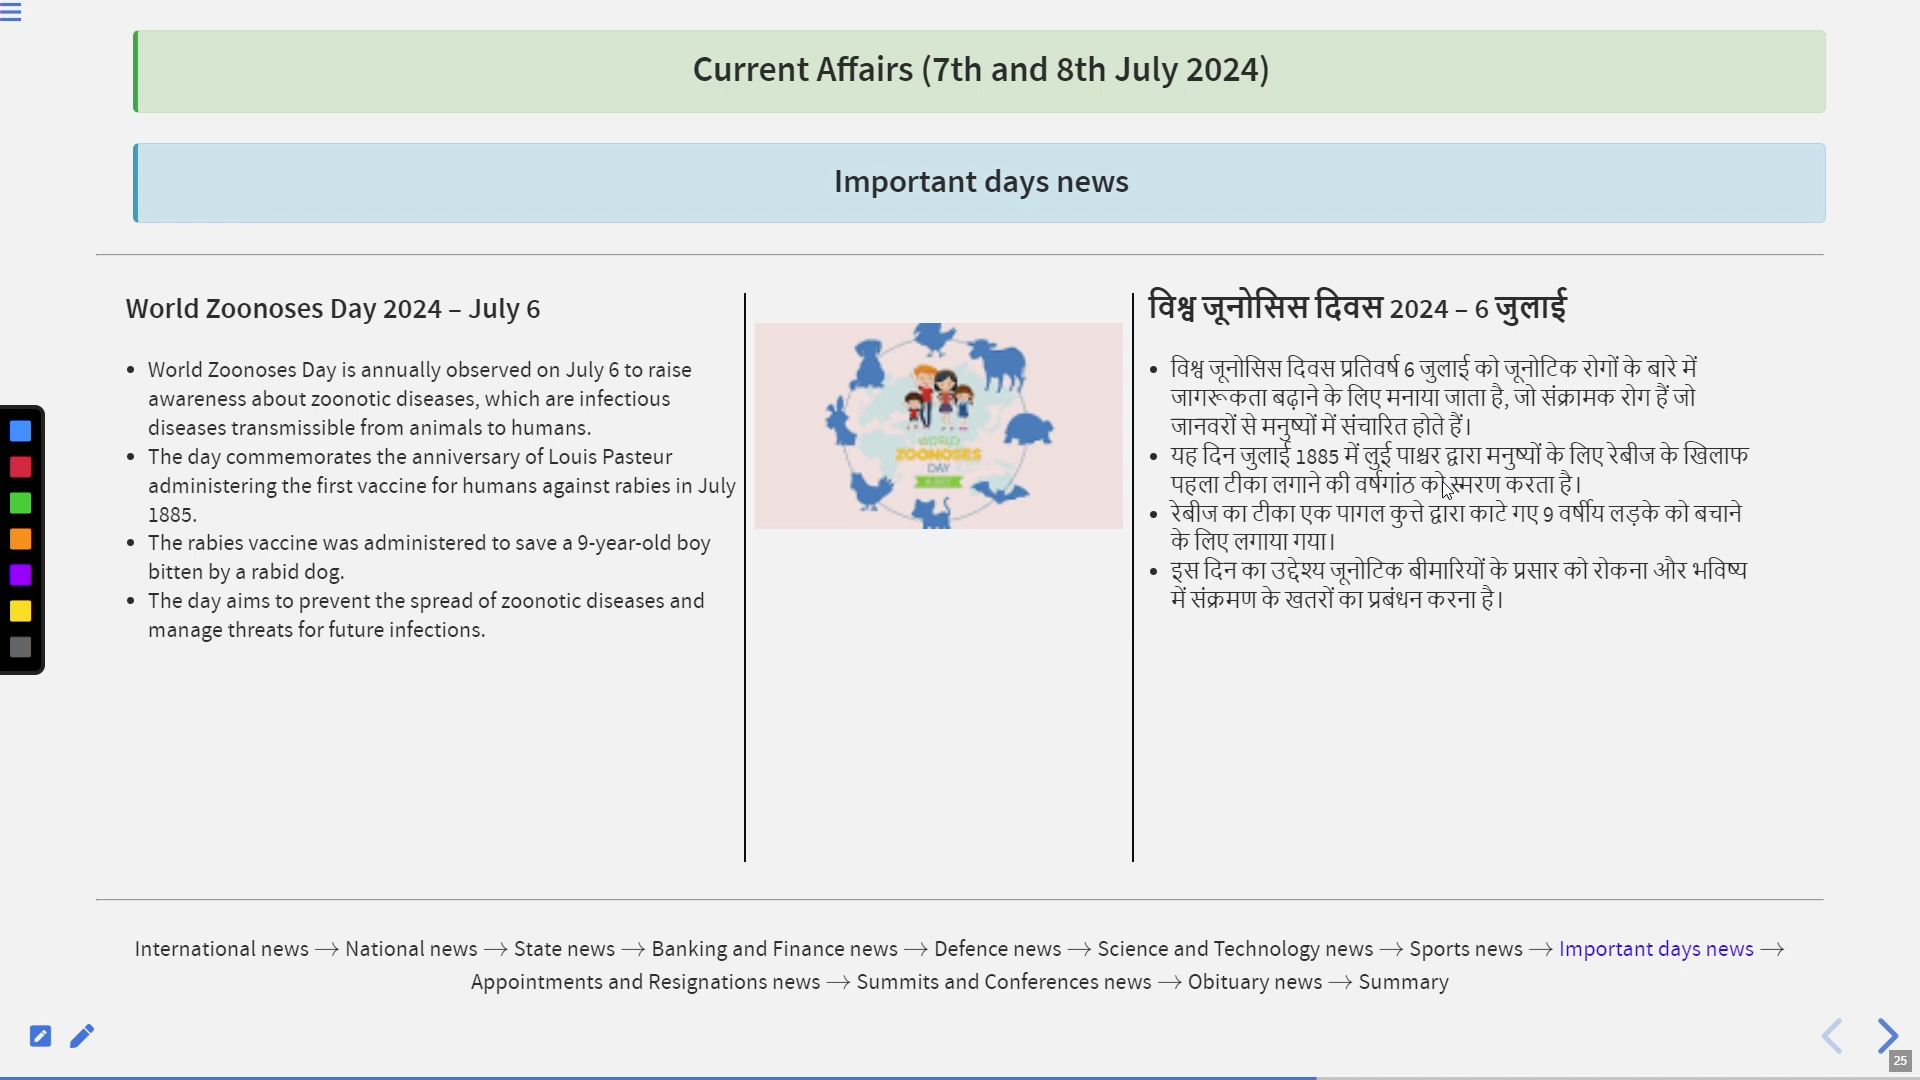 Current Affairs (7th and 8th July 2024)
Important days news
World Zoonoses Day 2024 – July 6
• World Zoonoses Day is annually observed on July 6 to raise
awareness about zoonotic diseases, which are infectious
diseases transmissible from animals to humans.
• The day commemorates the anniversary of Louis Pasteur
administering the first vaccine for humans against rabies in July
1885.
• The rabies vaccine was administered to save a 9-year-old boy
bitten by a rabid dog.
• The day aims to prevent the spread of zoonotic diseases and
manage threats for future infections.
WORLD
ZOONOSES
DAY
विश्व जूनोसिस दिवस 2024 – 6 जुलाई
• विश्व जूनोसिस दिवस प्रतिवर्ष 6 जुलाई को जूनोटिक रोगों के बारे में
जागरूकता बढ़ाने के लिए मनाया जाता है, जो संक्रामक रोग हैं जो
जानवरों से मनुष्यों में संचारित होते हैं।
• यह दिन जुलाई 1885 में लुई पाश्चर द्वारा मनुष्यों के लिए रेबीज के खिलाफ
पहला टीका लगाने की वर्षगांठ को स्मरण करता है।
• रेबीज का टीका एक पागल कुत्ते द्वारा काटे गए 9 वर्षीय लड़के को बचाने
के लिए लगाया गया।
• इस दिन का उद्देश्य जूनोटिक बीमारियों के प्रसार को रोकना और भविष्य
में संक्रमण के खतरों का प्रबंधन करना है।
International news → National news → State news → Banking and Finance news → Defence news → Science and Technology news → Sports news → Important days news →
Appointments and Resignations news → Summits and Conferences news → Obituary news → Summary
25